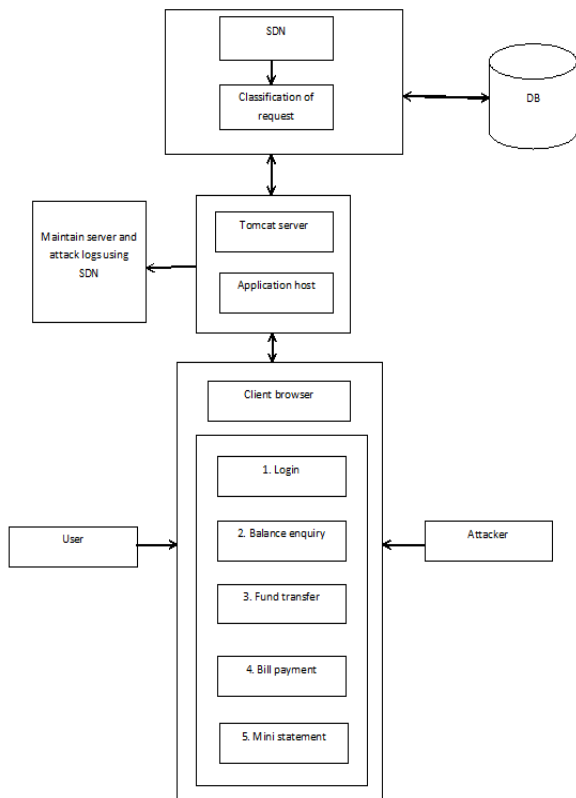 SDN
Classification of
request
DB
Tomcat server
Maintain server and
attack logs using
SDN
Application host
Client browser
1. Login
User
2. Balance enquiry
Attacker
3. Fund transfer
4. Bill payment
5. Mini statement